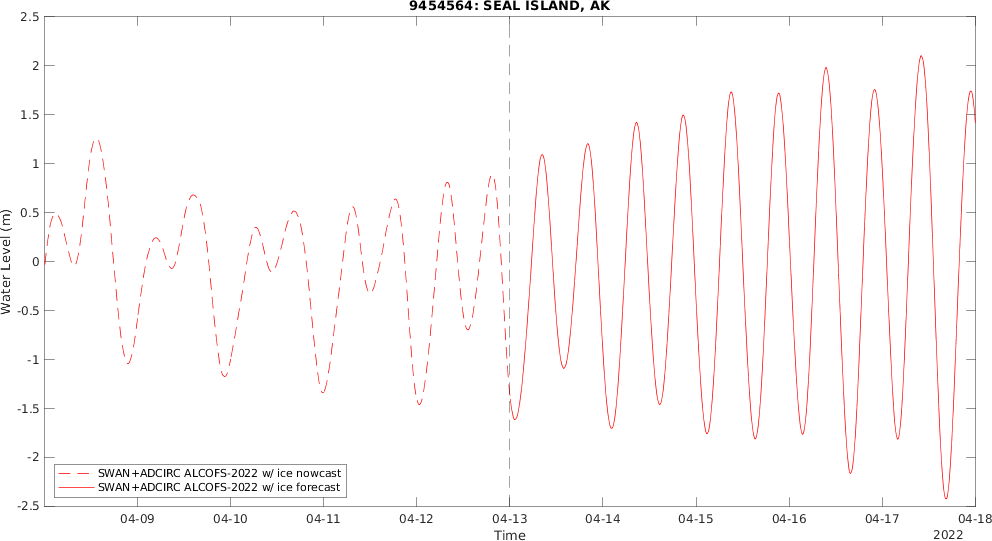 9454564: SEAL ISLAND, AK
2.5
2
1.5
1
0.5
0
-0.5
-1
-1.5
-2
-2.5
Water Level (m)
SWAN+ADCIRC ALCOFS-2022 w/ ice nowcast
SWAN+ADCIRC ALCOFS-2022 w/ ice forecast
04-09 04-10 04-11 04-12 04-13 04-14 04-15 04-16 04-17 04-18
Time
2022